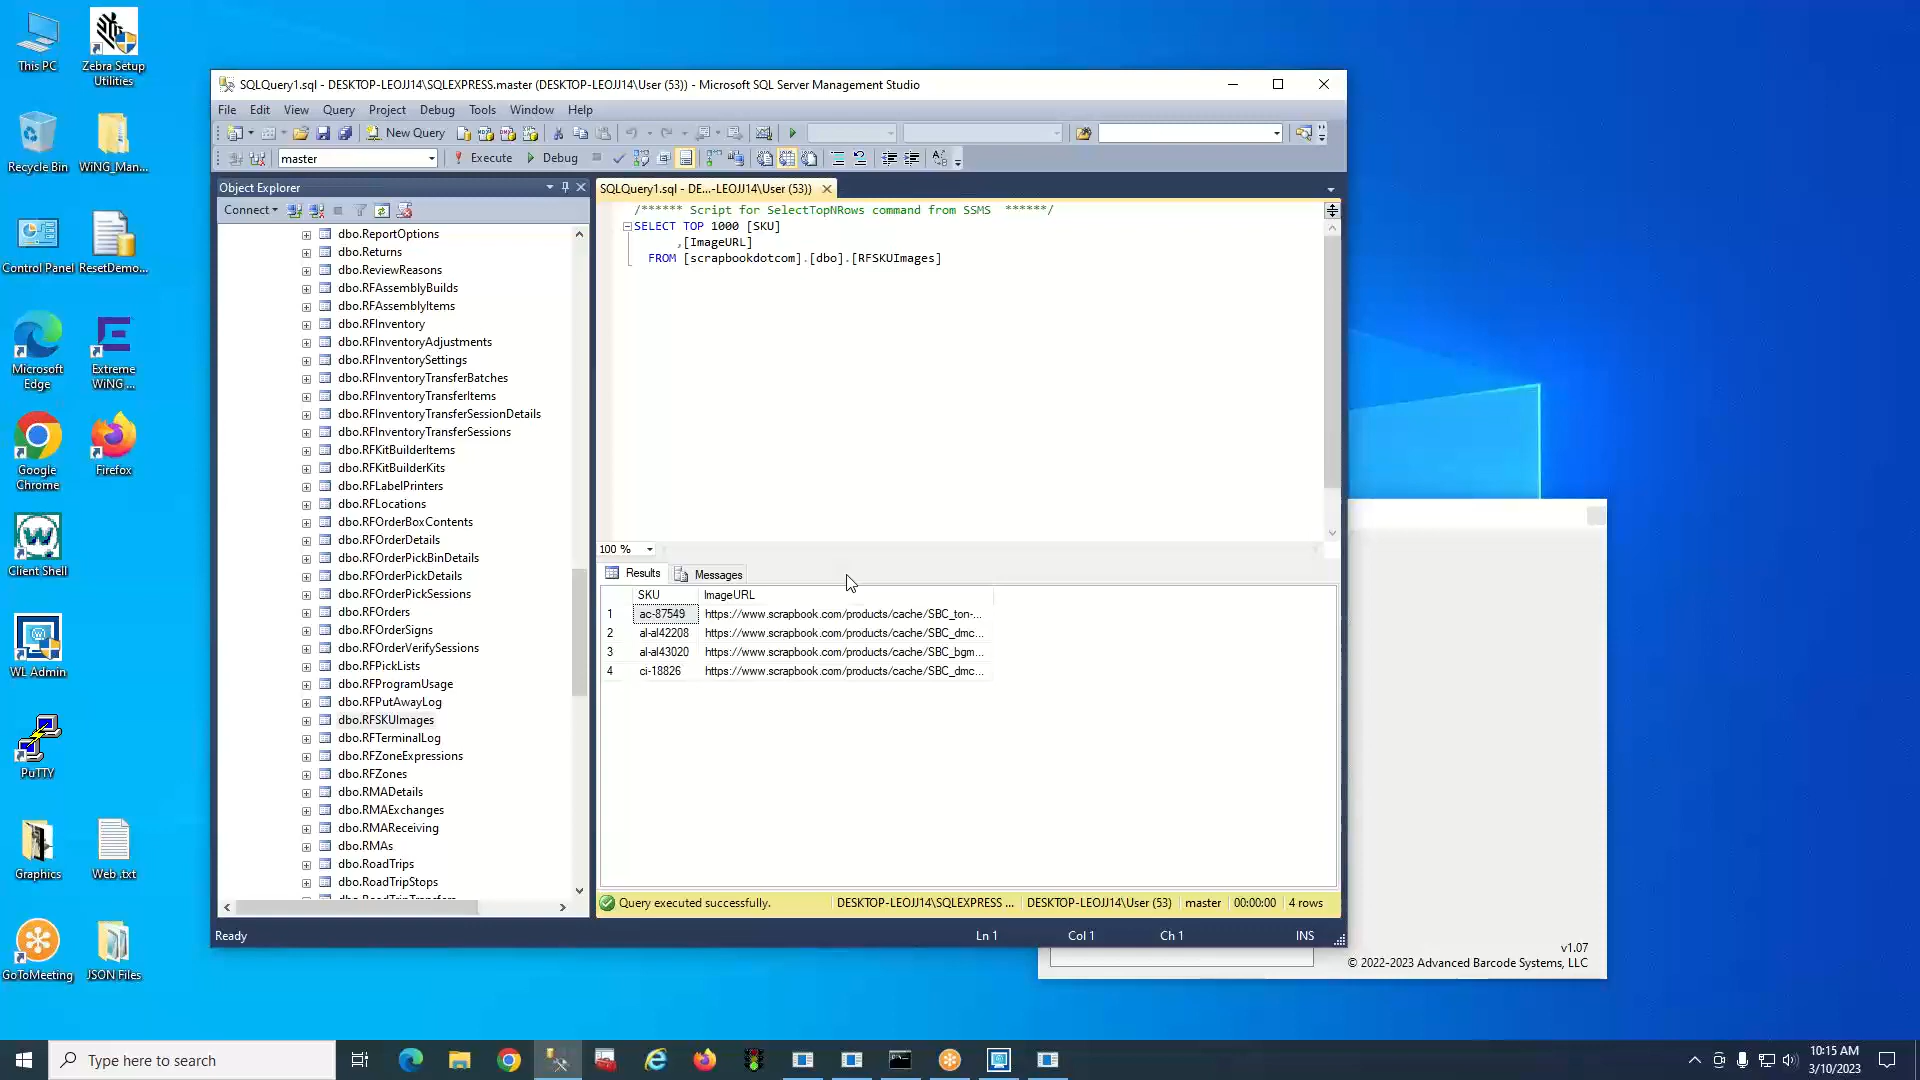 This PC
Zebra Setup
Utilities
Recycle Bin
WiNG_Man...
Control Panel
ResetDemo...
Microsoft
Edge
Extreme
WiNG ...
Google
Chrome
Firefox
Client Shell
WL Admin
PuTTY
Graphics
Web .txt
GoToMeeting
JSON Files
SQLQuery1.sql - DESKTOP-LEOJJ14\SQLEXPRESS.master (DESKTOP-LEOJJ14\User (53)) - Microsoft SQL Server Management Studio
File Edit View Query Project Debug Tools Window Help
New Query
master Execute Debug
Object Explorer
Connect
dbo.ReportOptions
dbo.Returns
dbo.ReviewReasons
dbo.RFAssemblyBuilds
dbo.RFAssemblyItems
dbo.RFInventory
dbo.RFInventoryAdjustments
dbo.RFInventorySettings
dbo.RFInventoryTransferBatches
dbo.RFInventoryTransferItems
dbo.RFInventoryTransferSessionDetails
dbo.RFInventoryTransferSessions
dbo.RFKitBuilderItems
dbo.RFKitBuilderKits
dbo.RFLabelPrinters
dbo.RFLocations
dbo.RFOrderBoxContents
dbo.RFOrderDetails
dbo.RFOrderPickBinDetails
dbo.RFOrderPickDetails
dbo.RFOrderPickSessions
dbo.RFOrders
dbo.RFOrderSigns
dbo.RFOrderVerifySessions
dbo.RFPickLists
dbo.RFProgramUsage
dbo.RFPutAwayLog
dbo.RFSKUImages
dbo.RFTerminalLog
dbo.RFZoneExpressions
dbo.RFZones
dbo.RMADetails
dbo.RMAExchanges
dbo.RMAReceiving
dbo.RMAs
dbo.RoadTrips
dbo.RoadTripStops
SQLQuery1.sql - DE...-LEOJJ14\User (53))
/****** Script for SelectTopNRows command from SSMS ******/
SELECT TOP 1000 [SKU]
,[ImageURL]
FROM [scrapbookdotcom].[dbo].[RFSKUImages]
100 %
Results Messages
SKU ImageURL
1 ac-87549 https://www.scrapbook.com/products/cache/SBC_ton-...
2 al-al42208 https://www.scrapbook.com/products/cache/SBC_dmc...
3 al-al43020 https://www.scrapbook.com/products/cache/SBC_bgm...
4 ci-18826 https://www.scrapbook.com/products/cache/SBC_dmc...
Query executed successfully. DESKTOP-LEOJJ14\SQLEXPRESS ... DESKTOP-LEOJJ14\User (53) master 00:00:00 4 rows
Ready Ln 1 Col 1 Ch 1 INS
v1.07
© 2022-2023 Advanced Barcode Systems, LLC
Type here to search
10:15 AM
3/10/2023